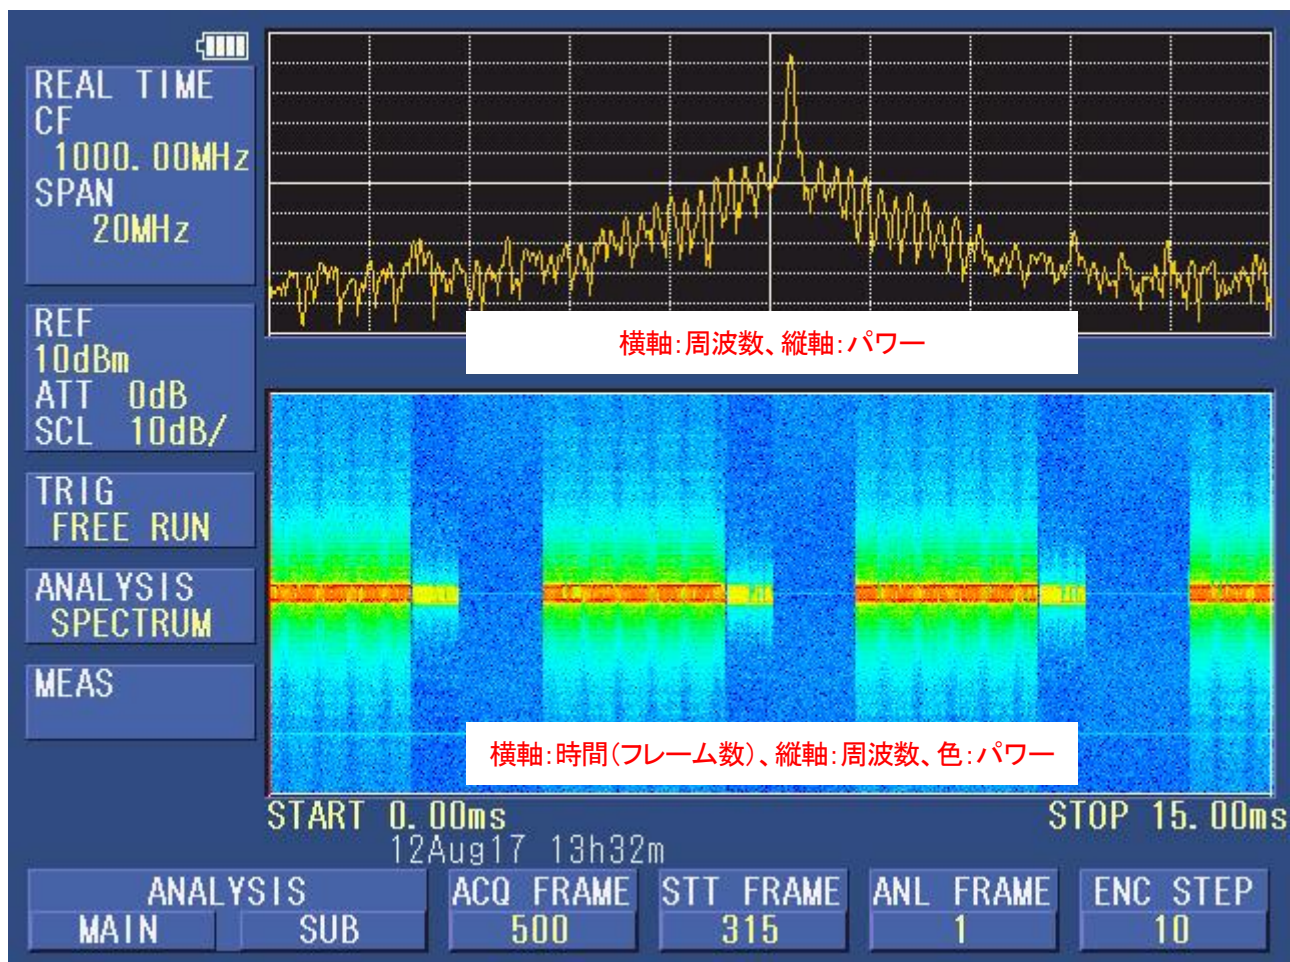 REAL TIME
CF
1000.00MHz
SPAN
20MHz
REF
10dBm
ATT 0dB
SCL 10dB/
TRIG
FREE RUN
ANALYSIS
SPECTRUM
MEAS
横軸:周波数、縦軸:パワー
横軸:時間(フレーム数)、縦軸:周波数、色:パワー
START 0.00ms
STOP 15.00ms
12Aug17 13h32m
ANALYSIS
MAIN SUB
ACQ FRAME
500
STT FRAME
315
ANL FRAME
1
ENC STEP
10